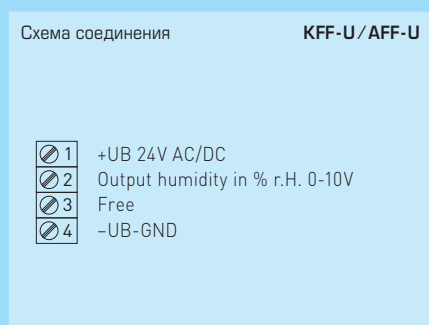 Схема соединения KFF-U/AFF-U
1 +UB 24V AC/DC
2 Output humidity in % r.H. 0-10V
3 Free
4 –UB-GND